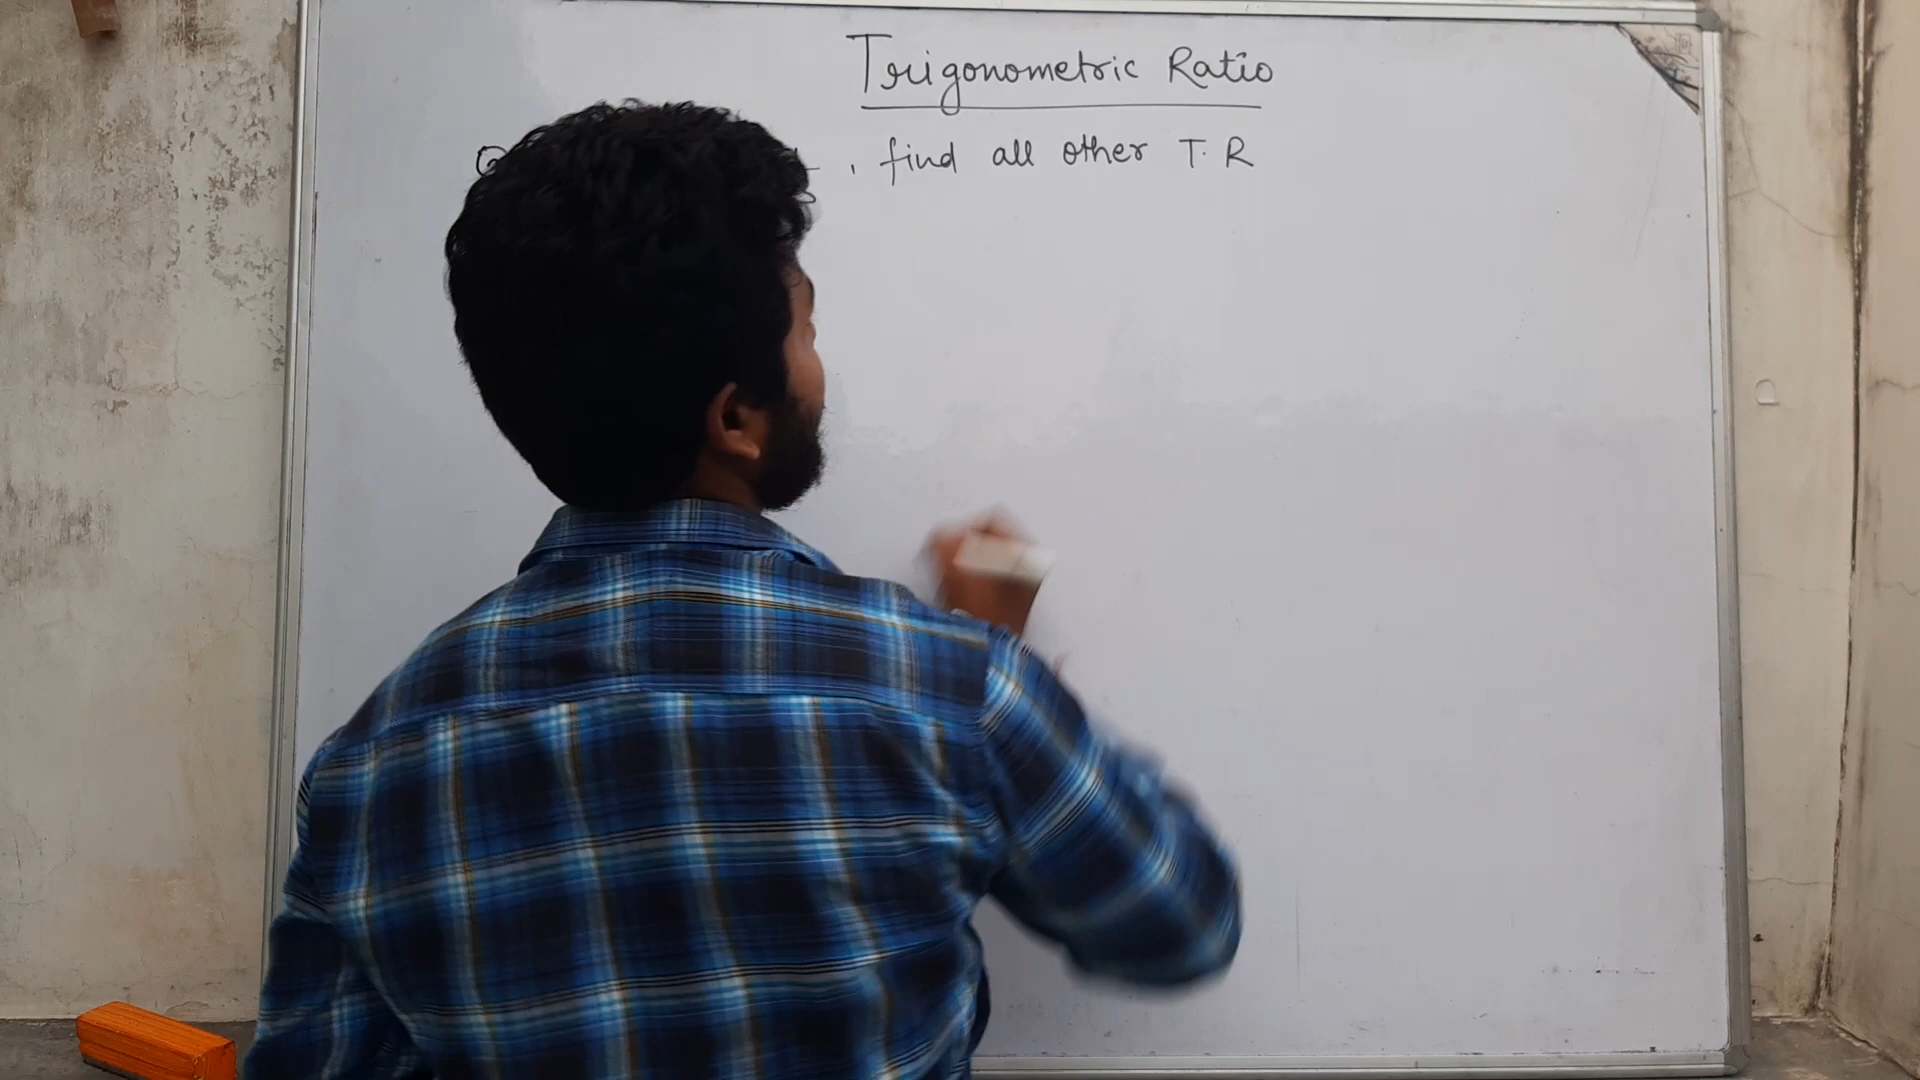 Trigonometric Ratio
, find all other T. R